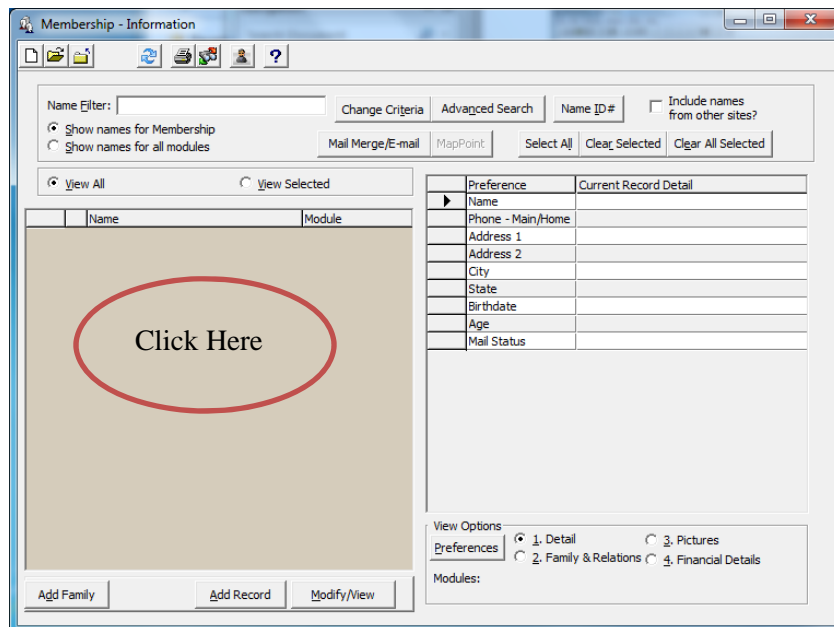 Membership - Information
?
Name Filter:
Change Criteria
Advanced Search
Name ID#
Include names
from other sites?
Show names for Membership
Show names for all modules
Mail Merge/E-mail
MapPoint
Select All
Clear Selected
Clear All Selected
View All
View Selected
Name Module
Click Here
Preference Current Record Detail
Name
Phone - Main/Home
Address 1
Address 2
City
State
Birthdate
Age
Mail Status
View Options
Preferences
1. Detail
2. Family & Relations
3. Pictures
4. Financial Details
Modules:
Add Family
Add Record
Modify/View